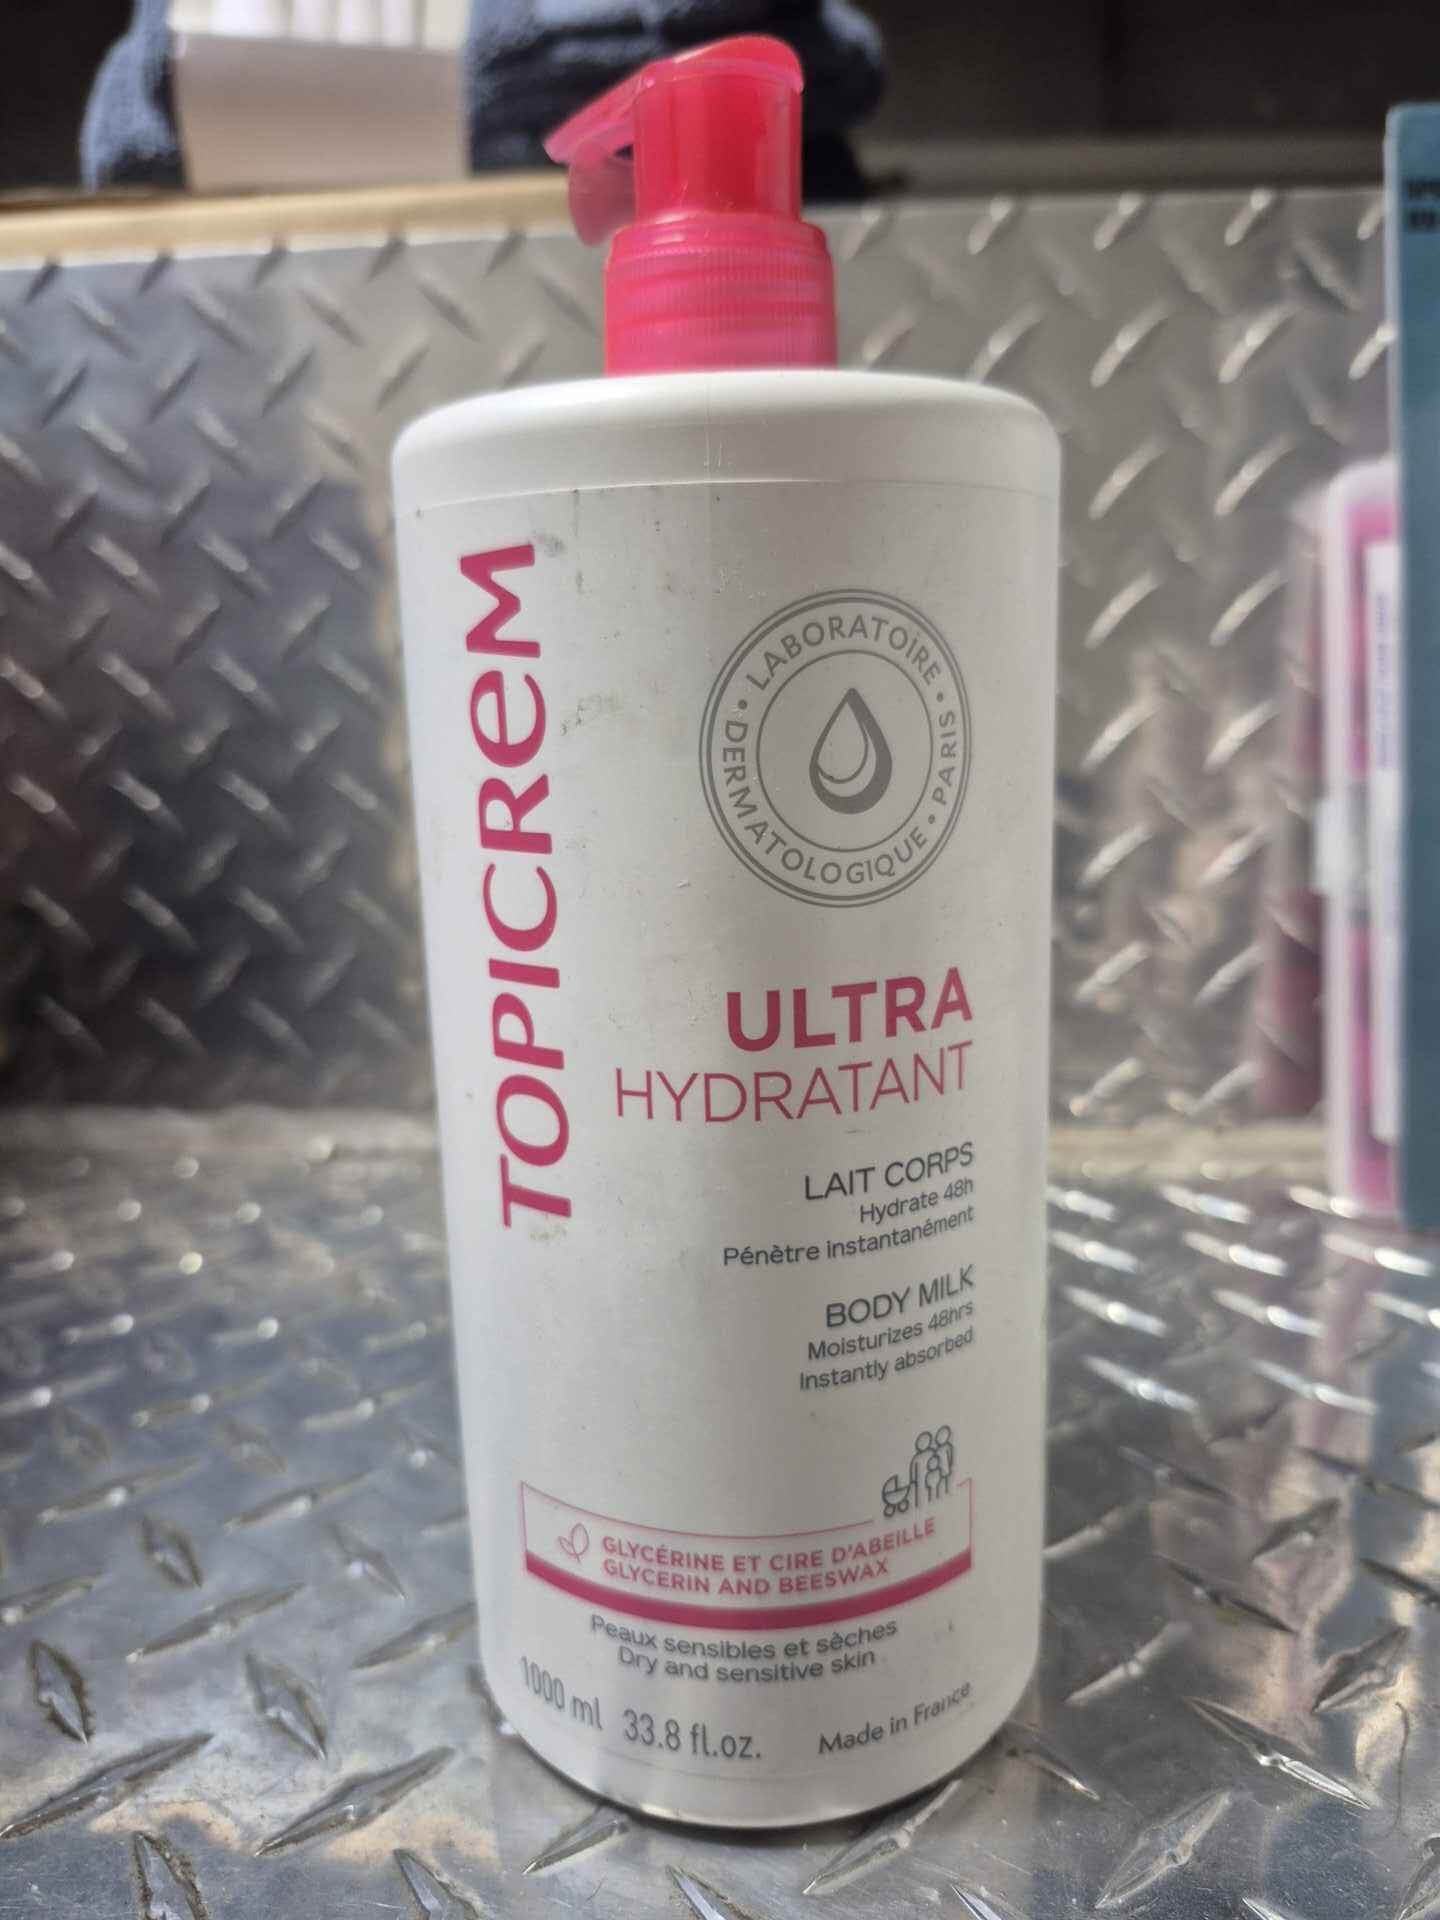 TOPICREM
LABORATOIRE • DERMATOLOGIQUE • PARIS •
ULTRA
HYDRATANT
LAIT CORPS
Hydrate 48h
Pénètre instantanément
BODY MILK
Moisturizes 48hrs
Instantly absorbed
GLYCÉRINE ET CIRE D'ABEILLE
GLYCERIN AND BEESWAX
Peaux sensibles et sèches
Dry and sensitive skin
1000 ml 33.8 fl.oz.
Made in France